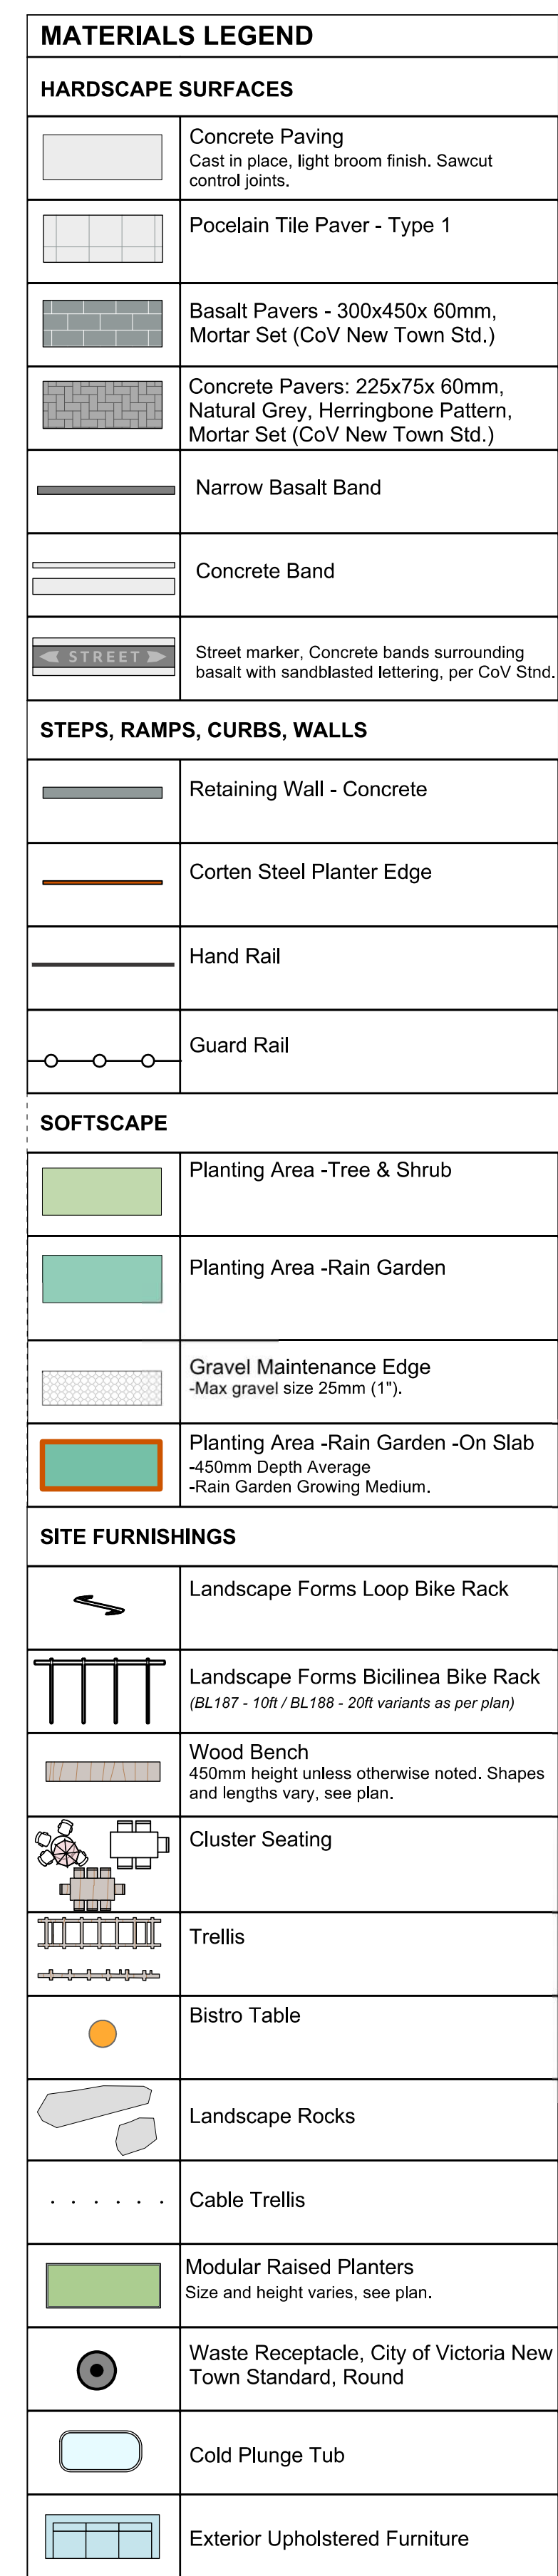 MATERIALS LEGEND
HARDSCAPE SURFACES
Concrete Paving
Cast in place, light broom finish. Sawcut
control joints.
Pocelain Tile Paver - Type 1
Basalt Pavers - 300x450x 60mm,
Mortar Set (CoV New Town Std.)
Concrete Pavers: 225x75x 60mm,
Natural Grey, Herringbone Pattern,
Mortar Set (CoV New Town Std.)
Narrow Basalt Band
Concrete Band
STREET
Street marker, Concrete bands surrounding
basalt with sandblasted lettering, per CoV Stnd.
STEPS, RAMPS, CURBS, WALLS
Retaining Wall - Concrete
Corten Steel Planter Edge
Hand Rail
Guard Rail
SOFTSCAPE
Planting Area -Tree & Shrub
Planting Area -Rain Garden
Gravel Maintenance Edge
-Max gravel size 25mm (1").
Planting Area -Rain Garden -On Slab
-450mm Depth Average
-Rain Garden Growing Medium.
SITE FURNISHINGS
Landscape Forms Loop Bike Rack
Landscape Forms Bicilinea Bike Rack
(BL187 - 10ft / BL188 - 20ft variants as per plan)
Wood Bench
450mm height unless otherwise noted. Shapes
and lengths vary, see plan.
Cluster Seating
Trellis
Bistro Table
Landscape Rocks
Cable Trellis
Modular Raised Planters
Size and height varies, see plan.
Waste Receptacle, City of Victoria New
Town Standard, Round
Cold Plunge Tub
Exterior Upholstered Furniture